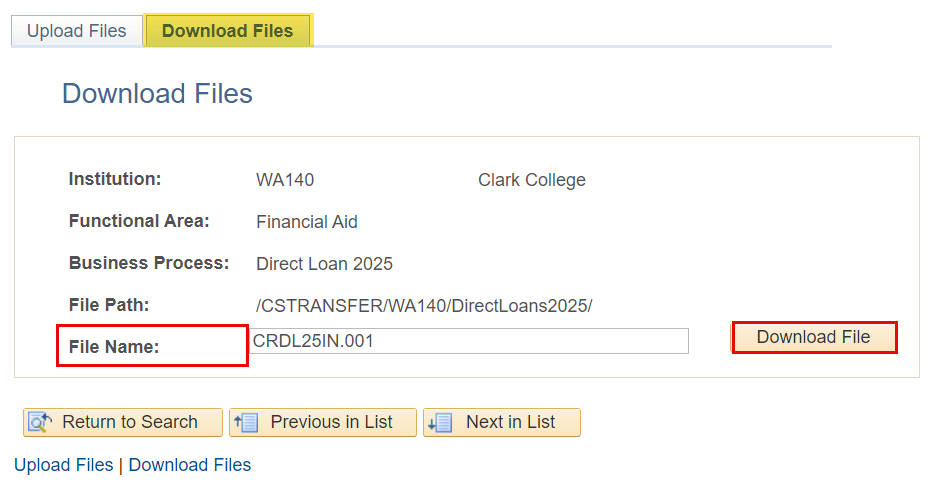 Upload Files Download Files
Download Files
Institution: WA140 Clark College
Functional Area: Financial Aid
Business Process: Direct Loan 2025
File Path: /CSTRANSFER/WA140/DirectLoans2025/
File Name: CRDL25IN.001 Download File
Return to Search Previous in List Next in List
Upload Files | Download Files